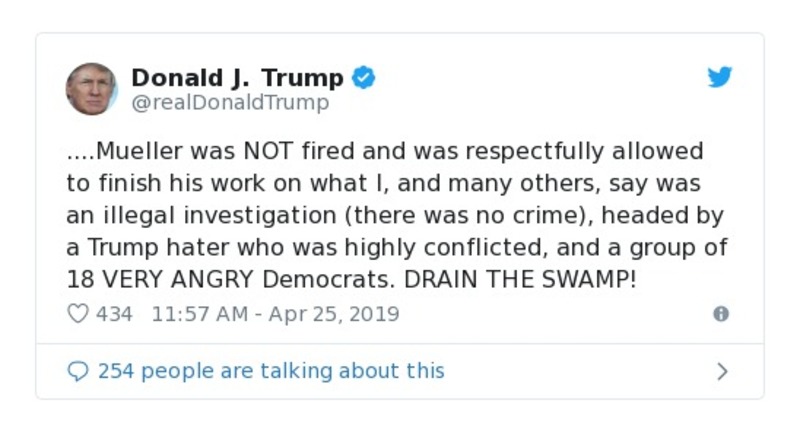 Donald J. Trump
@realDonaldTrump
....Mueller was NOT fired and was respectfully allowed
to finish his work on what I, and many others, say was
an illegal investigation (there was no crime), headed by
a Trump hater who was highly conflicted, and a group of
18 VERY ANGRY Democrats. DRAIN THE SWAMP!
434 11:57 AM - Apr 25, 2019
254 people are talking about this